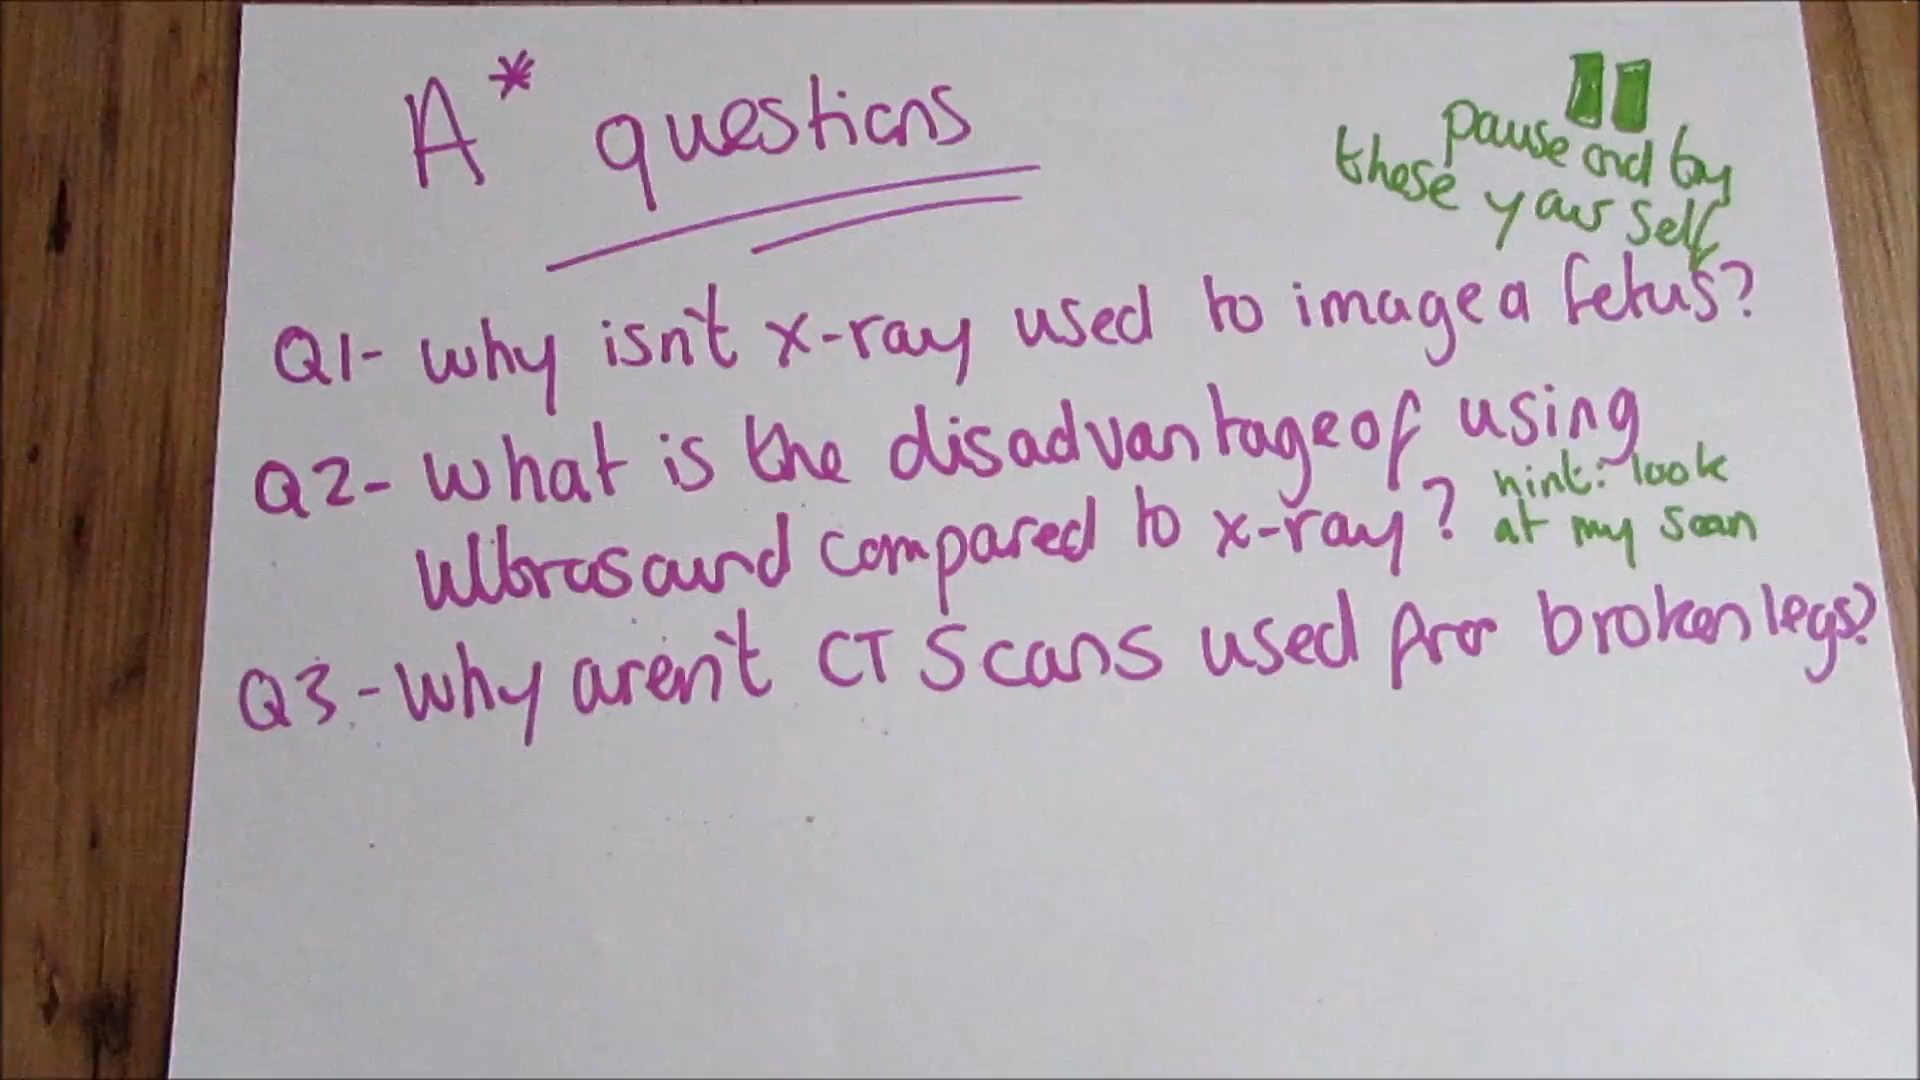 A* questions
pause and try
these yourself
Q1- why isn't x-ray used to image a fetus?
Q2- what is the disadvantage of using
ultrasound compared to x-ray?
hint: look
at my scan
Q3- why aren't CT Scans used for broken legs?